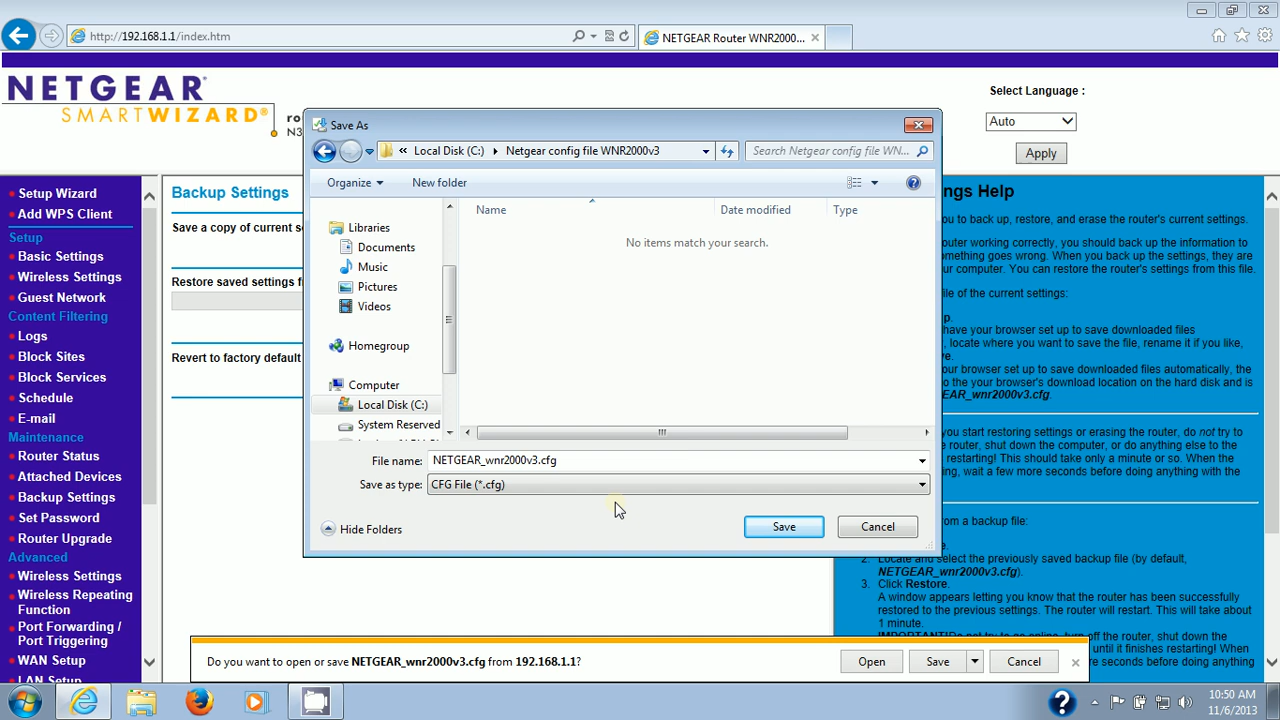 http://192.168.1.1/index.htm
NETGEAR Router WNR2000...
NETGEAR®
SMARTWIZARD®
ro
N3
Select Language :
Auto
Apply
Setup Wizard
Add WPS Client
Setup
Basic Settings
Wireless Settings
Guest Network
Content Filtering
Logs
Block Sites
Block Services
Schedule
E-mail
Maintenance
Router Status
Attached Devices
Backup Settings
Set Password
Router Upgrade
Advanced
Wireless Settings
Wireless Repeating
Function
Port Forwarding /
Port Triggering
WAN Setup
LAN Setup
Backup Settings
Save a copy of current s
Restore saved settings f
Revert to factory default
Save As
« Local Disk (C:) Netgear config file WNR2000v3
Search Netgear config file WN...
Organize New folder
Name Date modified Type
No items match your search.
Libraries
Documents
Music
Pictures
Videos
Homegroup
Computer
Local Disk (C:)
System Reserved
File name: NETGEAR_wnr2000v3.cfg
Save as type: CFG File (*.cfg)
Hide Folders
Save Cancel
ngs Help
ou to back up, restore, and erase the router's current settings.
outer working correctly, you should back up the information to
mething goes wrong. When you back up the settings, they are
ur computer. You can restore the router's settings from this file.
file of the current settings:
p.
have your browser set up to save downloaded files
, locate where you want to save the file, rename it if you like,
ve.
our browser set up to save downloaded files automatically, the
o the your browser's download location on the hard disk and is
EAR_wnr2000v3.cfg.
you start restoring settings or erasing the router, do not try to
e router, shut down the computer, or do anything else to the
restarting! This should take only a minute or so. When the
ng, wait a few more seconds before doing anything with the
rom a backup file:
e.
2. Locate and select the previously saved backup file (by default,
NETGEAR_wnr2000v3.cfg).
3. Click Restore.
A window appears letting you know that the router has been successfully
restored to the previous settings. The router will restart. This will take about
1 minute.
until it finishes restarting! When
re seconds before doing anything
Do you want to open or save NETGEAR_wnr2000v3.cfg from 192.168.1.1?
Open Save Cancel
10:50 AM
11/6/2013